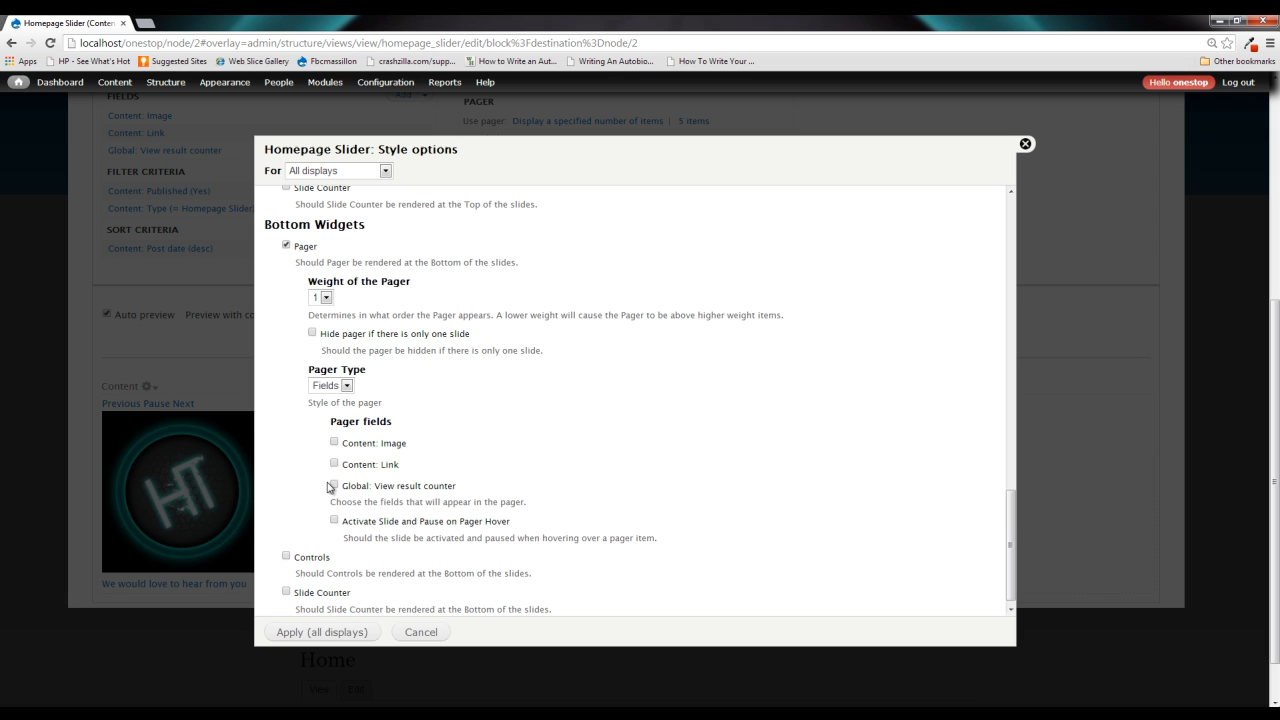 Homepage Slider (Conten
localhost/onestop/node/2#overlay=admin/structure/views/view/homepage_slider/edit/block%3Fdestination%3Dnode/2
Apps HP - See What's Hot Suggested Sites Web Slice Gallery Fbcmassillon crashzilla.com/supp... How to Write an Aut... Writing An Autobio... How To Write Your ... Other bookmarks
Dashboard Content Structure Appearance People Modules Configuration Reports Help Hello onestop Log out
FIELDS Add
Content: Image
Content: Link
Global: View result counter
FILTER CRITERIA
Content: Published (Yes)
Content: Type (= Homepage Slider)
SORT CRITERIA
Content: Post date (desc)
PAGER
Use pager: Display a specified number of items | 5 items
Auto preview Preview with co
Content
Previous Pause Next
HT
We would love to hear from you
Homepage Slider: Style options
For All displays
Slide Counter
Should Slide Counter be rendered at the Top of the slides.
Bottom Widgets
Pager
Should Pager be rendered at the Bottom of the slides.
Weight of the Pager
1
Determines in what order the Pager appears. A lower weight will cause the Pager to be above higher weight items.
Hide pager if there is only one slide
Should the pager be hidden if there is only one slide.
Pager Type
Fields
Style of the pager
Pager fields
Content: Image
Content: Link
Global: View result counter
Choose the fields that will appear in the pager.
Activate Slide and Pause on Pager Hover
Should the slide be activated and paused when hovering over a pager item.
Controls
Should Controls be rendered at the Bottom of the slides.
Slide Counter
Should Slide Counter be rendered at the Bottom of the slides.
Apply (all displays) Cancel
Home
View Edit